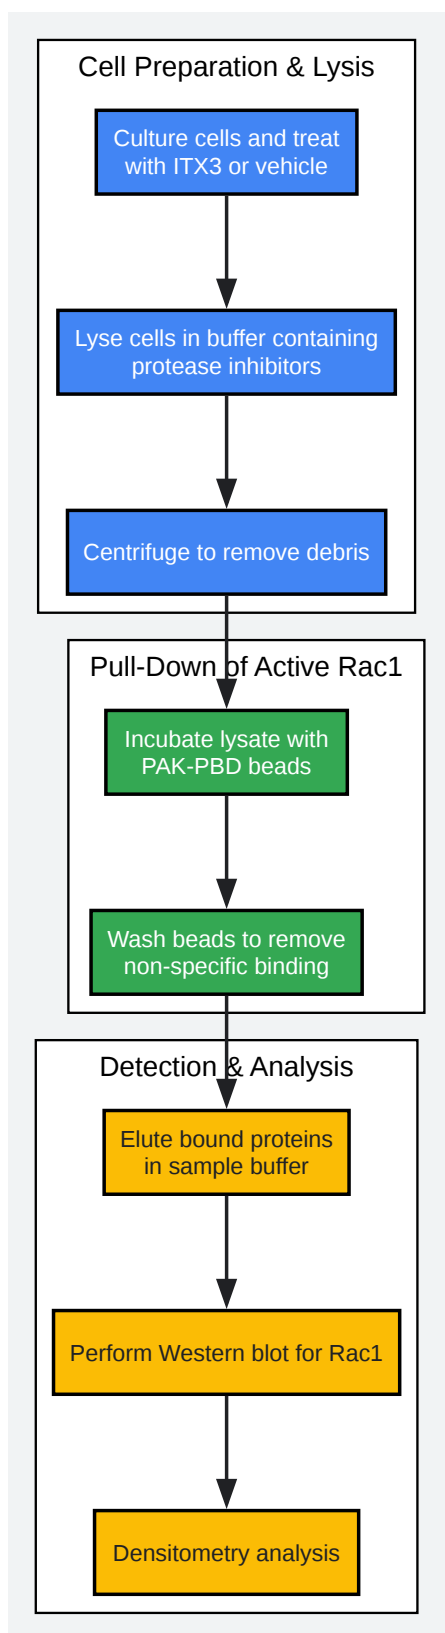 Cell Preparation & Lysis
Culture cells and treat
with ITX3 or vehicle
Lyse cells in buffer containing
protease inhibitors
Centrifuge to remove debris
Pull-Down of Active Rac1
Incubate lysate with
PAK-PBD beads
Wash beads to remove
non-specific binding
Detection & Analysis
Elute bound proteins
in sample buffer
Perform Western blot for Rac1
Densitometry analysis